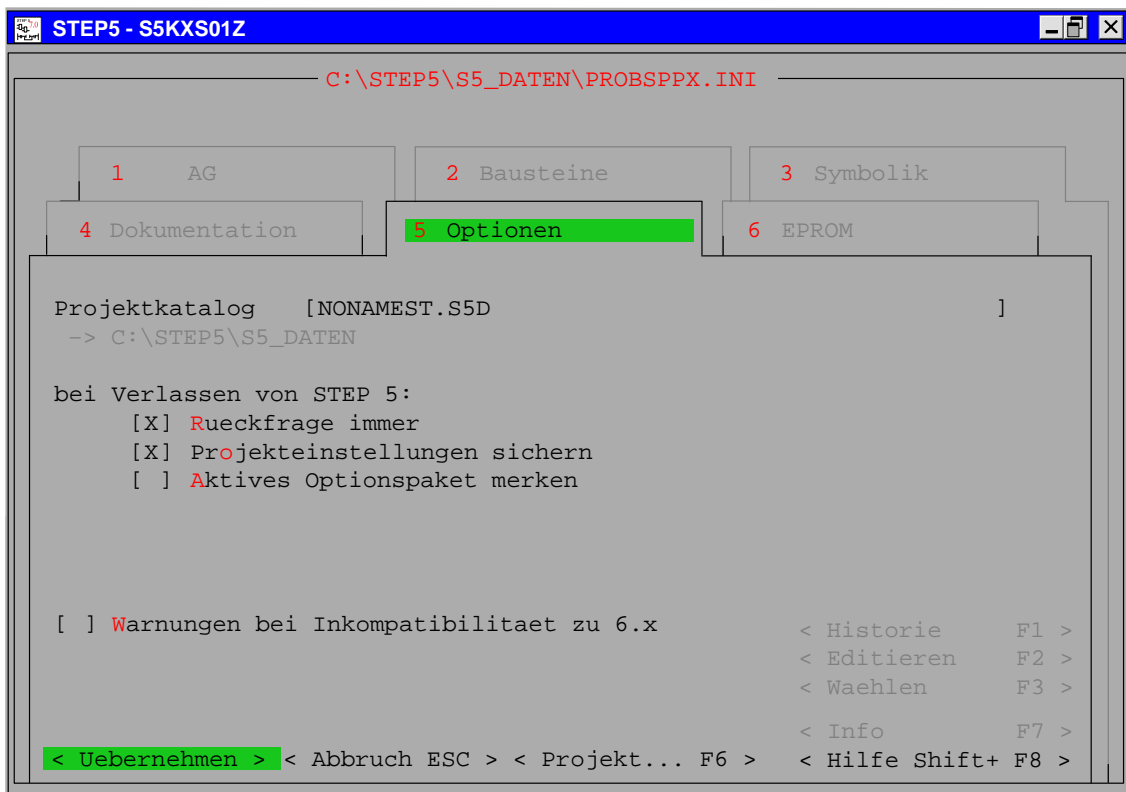 STEP5 - S5KXS01Z
C:\STEP5\S5_DATEN\PROBSPPX.INI
1 AG 2 Bausteine 3 Symbolik
4 Dokumentation 5 Optionen 6 EPROM
Projektkatalog [NONAMEST.S5D ]
-> C:\STEP5\S5_DATEN
bei Verlassen von STEP 5:
[X] Rueckfrage immer
[X] Projekteinstellungen sichern
[ ] Aktives Optionspaket merken
[ ] Warnungen bei Inkompatibilitaet zu 6.x
< Historie F1 >
< Editieren F2 >
< Waehlen F3 >
< Info F7 >
< Uebernehmen > < Abbruch ESC > < Projekt... F6 > < Hilfe Shift+ F8 >